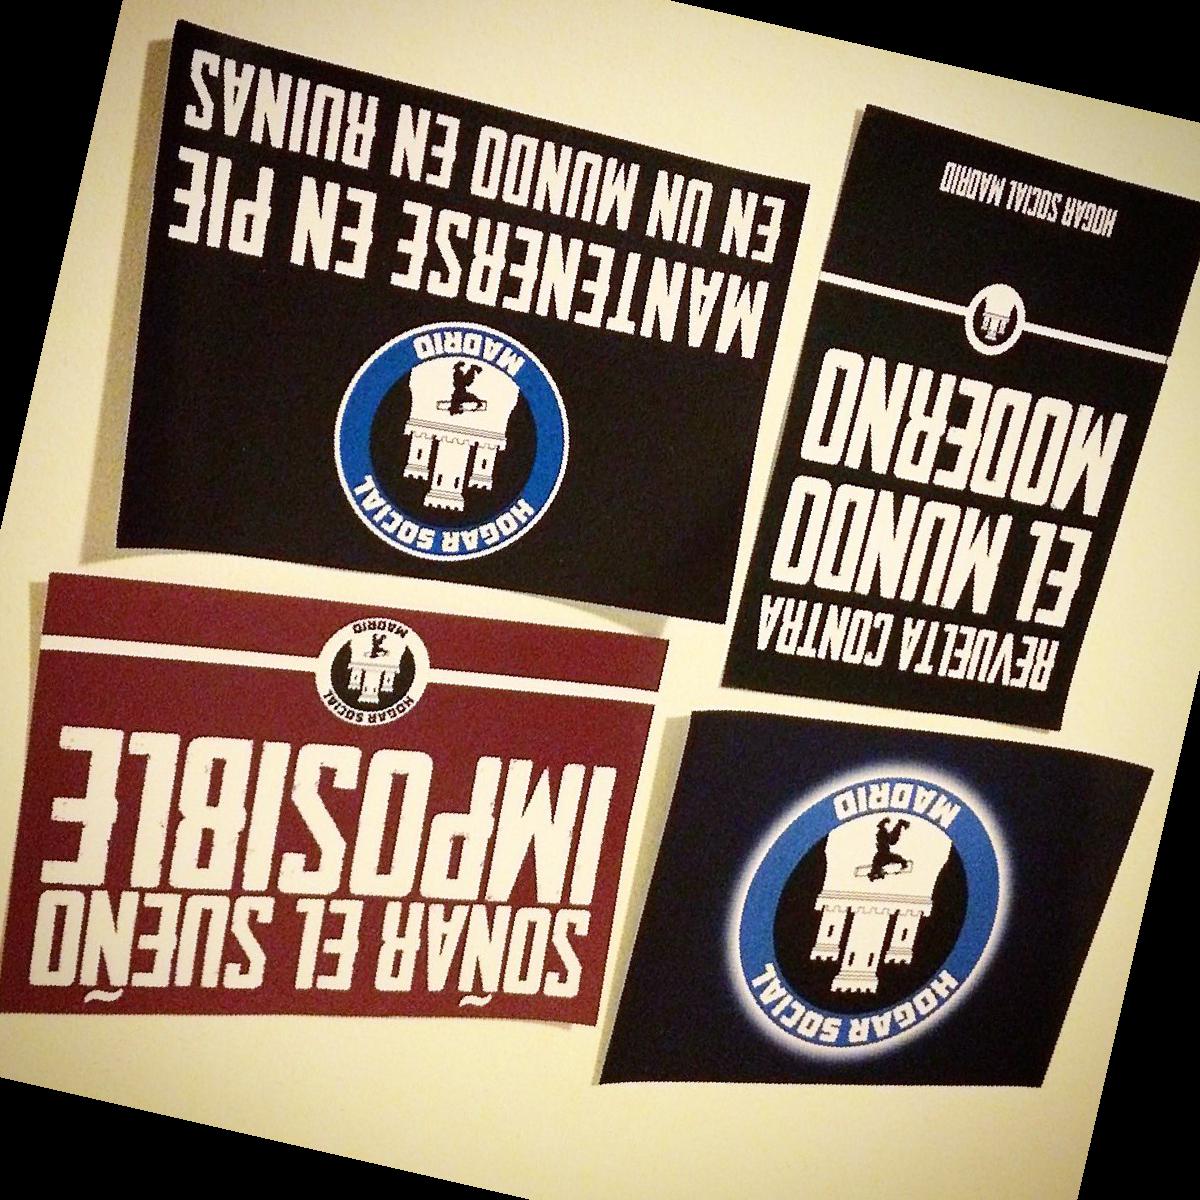 HOGAR SOCIAL
MADRID
HOGAR SOCIAL
MADRID
SOÑAR EL SUEÑO
IMPOSIBLE
REVUELTA CONTRA
EL MUNDO
MODERNO
HOGAR SOCIAL MADRID
HOGAR SOCIAL
MADRID
MANTENERSE EN PIE
EN UN MUNDO EN RUINAS